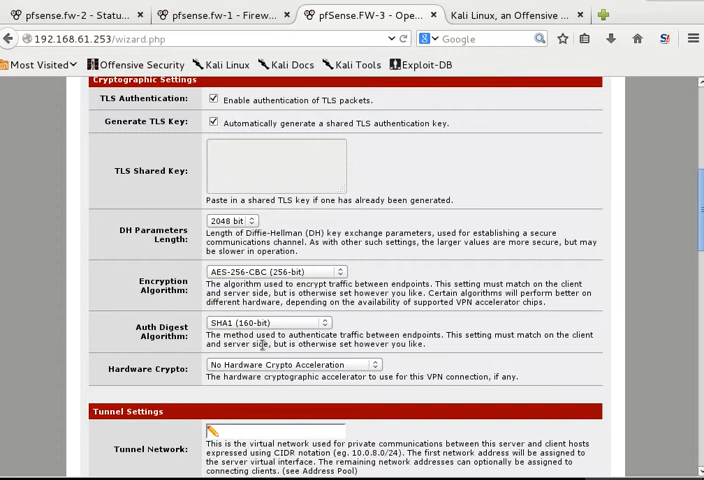 pfsense.fw-2 - Statu...
pfsense.fw-1 - Firew...
pfSense.FW-3 - Ope...
Kali Linux, an Offensive ...
192.168.61.253/wizard.php
Google
Most Visited
Offensive Security
Kali Linux
Kali Docs
Kali Tools
Exploit-DB
Cryptographic Settings
TLS Authentication:
Enable authentication of TLS packets.
Generate TLS Key:
Automatically generate a shared TLS authentication key.
TLS Shared Key:
Paste in a shared TLS key if one has already been generated.
DH Parameters
Length:
2048 bit
Length of Diffie-Hellman (DH) key exchange parameters, used for establishing a secure
communications channel. As with other such settings, the larger values are more secure, but may
be slower in operation.
Encryption
Algorithm:
AES-256-CBC (256-bit)
The algorithm used to encrypt traffic between endpoints. This setting must match on the client
and server side, but is otherwise set however you like. Certain algorithms will perform better on
different hardware, depending on the availability of supported VPN accelerator chips.
Auth Digest
Algorithm:
SHA1 (160-bit)
The method used to authenticate traffic between endpoints. This setting must match on the client
and server side, but is otherwise set however you like.
Hardware Crypto:
No Hardware Crypto Acceleration
The hardware cryptographic accelerator to use for this VPN connection, if any.
Tunnel Settings
Tunnel Network:
This is the virtual network used for private communications between this server and client hosts
expressed using CIDR notation (eg. 10.0.8.0/24). The first network address will be assigned to
the server virtual interface. The remaining network addresses can optionally be assigned to
connecting clients. (see Address Pool)